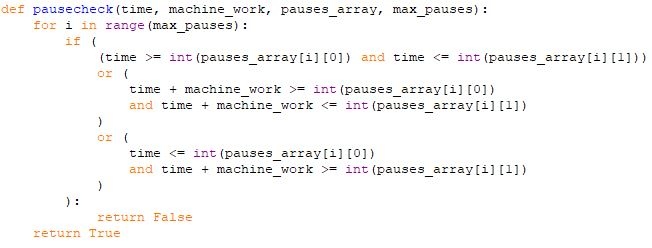 def pausecheck(time, machine_work, pauses_array, max_pauses):
    for i in range(max_pauses):
        if (
            (time >= int(pauses_array[i][0]) and time <= int(pauses_array[i][1]))
            or (
                time + machine_work >= int(pauses_array[i][0])
                and time + machine_work <= int(pauses_array[i][1])
            )
            or (
                time <= int(pauses_array[i][0])
                and time + machine_work >= int(pauses_array[i][1])
            )
        ):
            return False
    return True